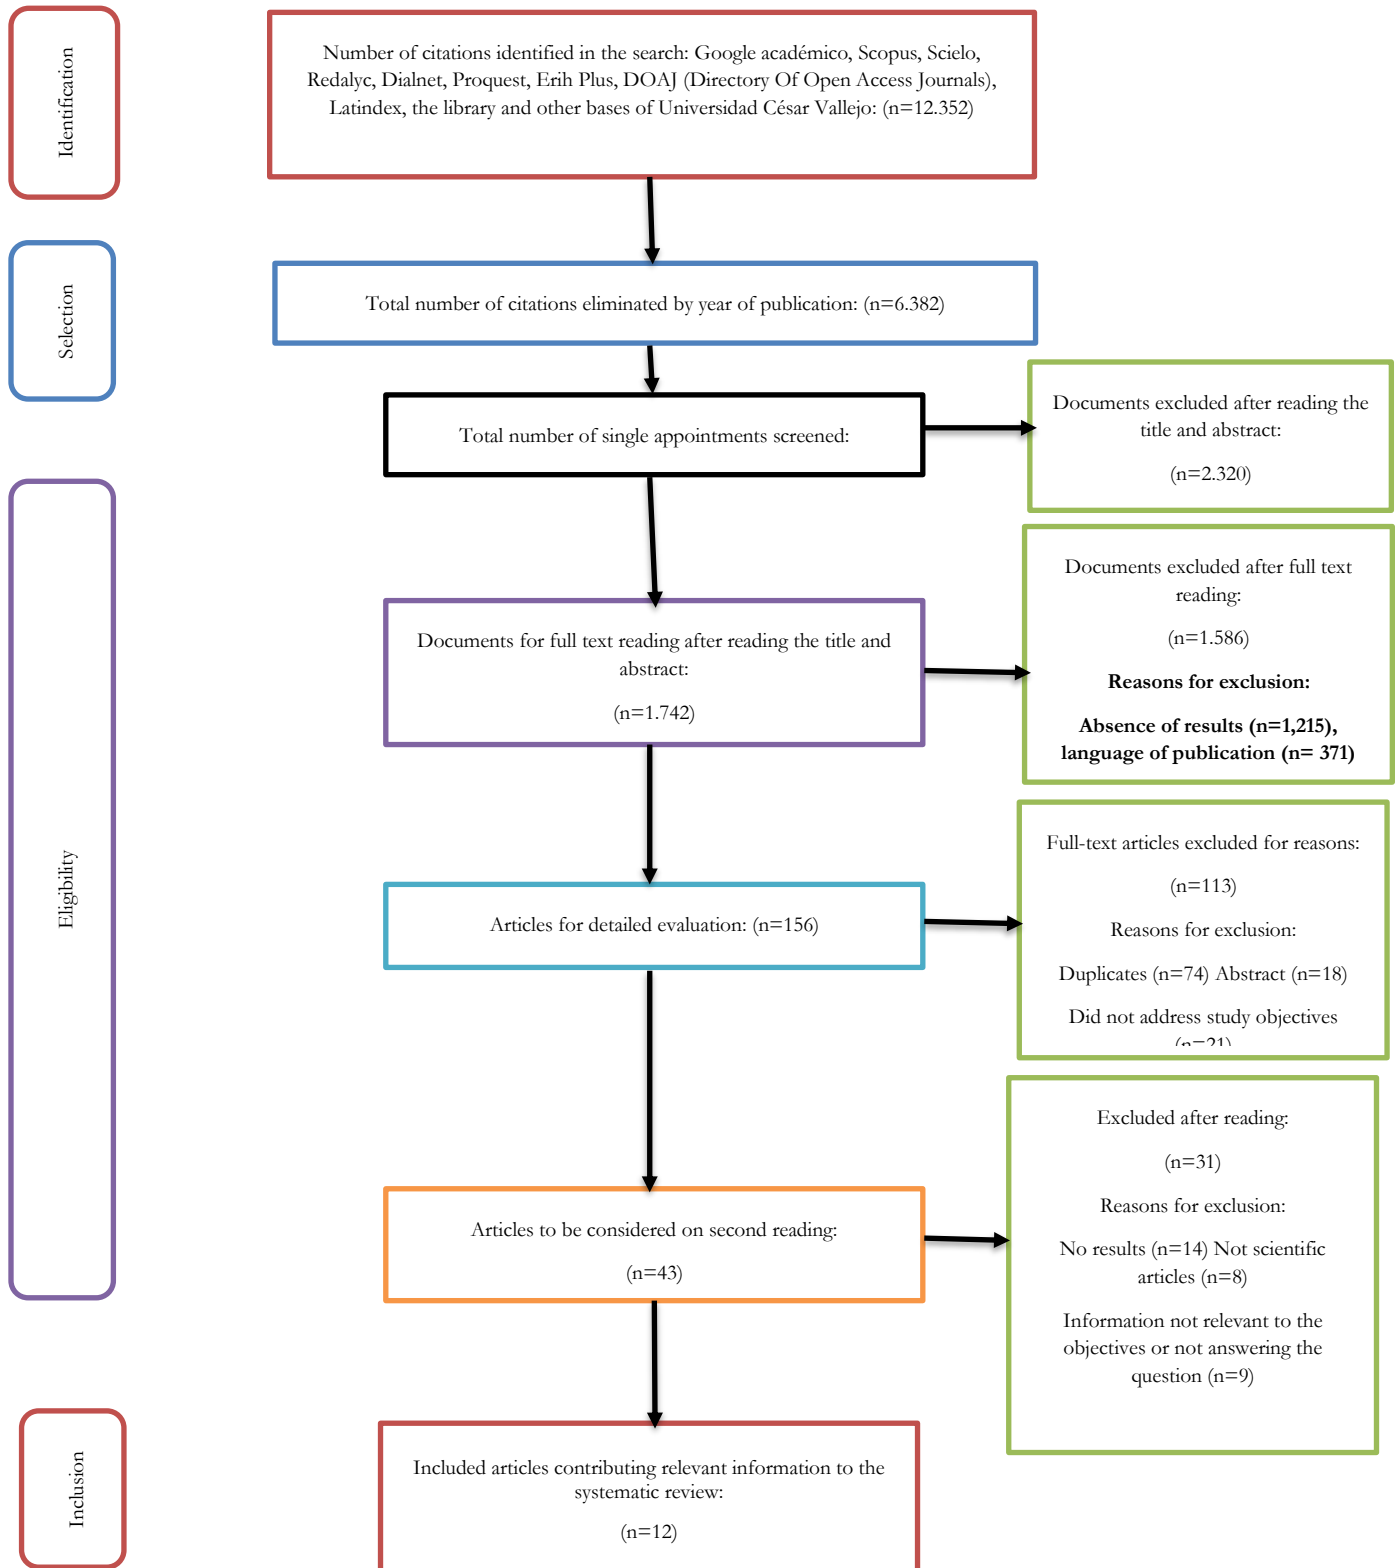 Identification
Number of citations identified in the search: Google académico, Scopus, Scielo,
Redalyc, Dialnet, Proquest, Erih Plus, DOAJ (Directory Of Open Access Journals),
Latindex, the library and other bases of Universidad César Vallejo: (n=12.352)
Selection
Total number of citations eliminated by year of publication: (n=6.382)
Total number of single appointments screened:
Documents excluded after reading the
title and abstract:
(n=2.320)
Eligibility
Documents for full text reading after reading the title and
abstract:
(n=1.742)
Documents excluded after full text
reading:
(n=1.586)
Reasons for exclusion:
Absence of results (n=1,215),
language of publication (n= 371)
Articles for detailed evaluation: (n=156)
Full-text articles excluded for reasons:
(n=113)
Reasons for exclusion:
Duplicates (n=74) Abstract (n=18)
Did not address study objectives
(n=21)
Articles to be considered on second reading:
(n=43)
Excluded after reading:
(n=31)
Reasons for exclusion:
No results (n=14) Not scientific
articles (n=8)
Information not relevant to the
objectives or not answering the
question (n=9)
Inclusion
Included articles contributing relevant information to the
systematic review:
(n=12)